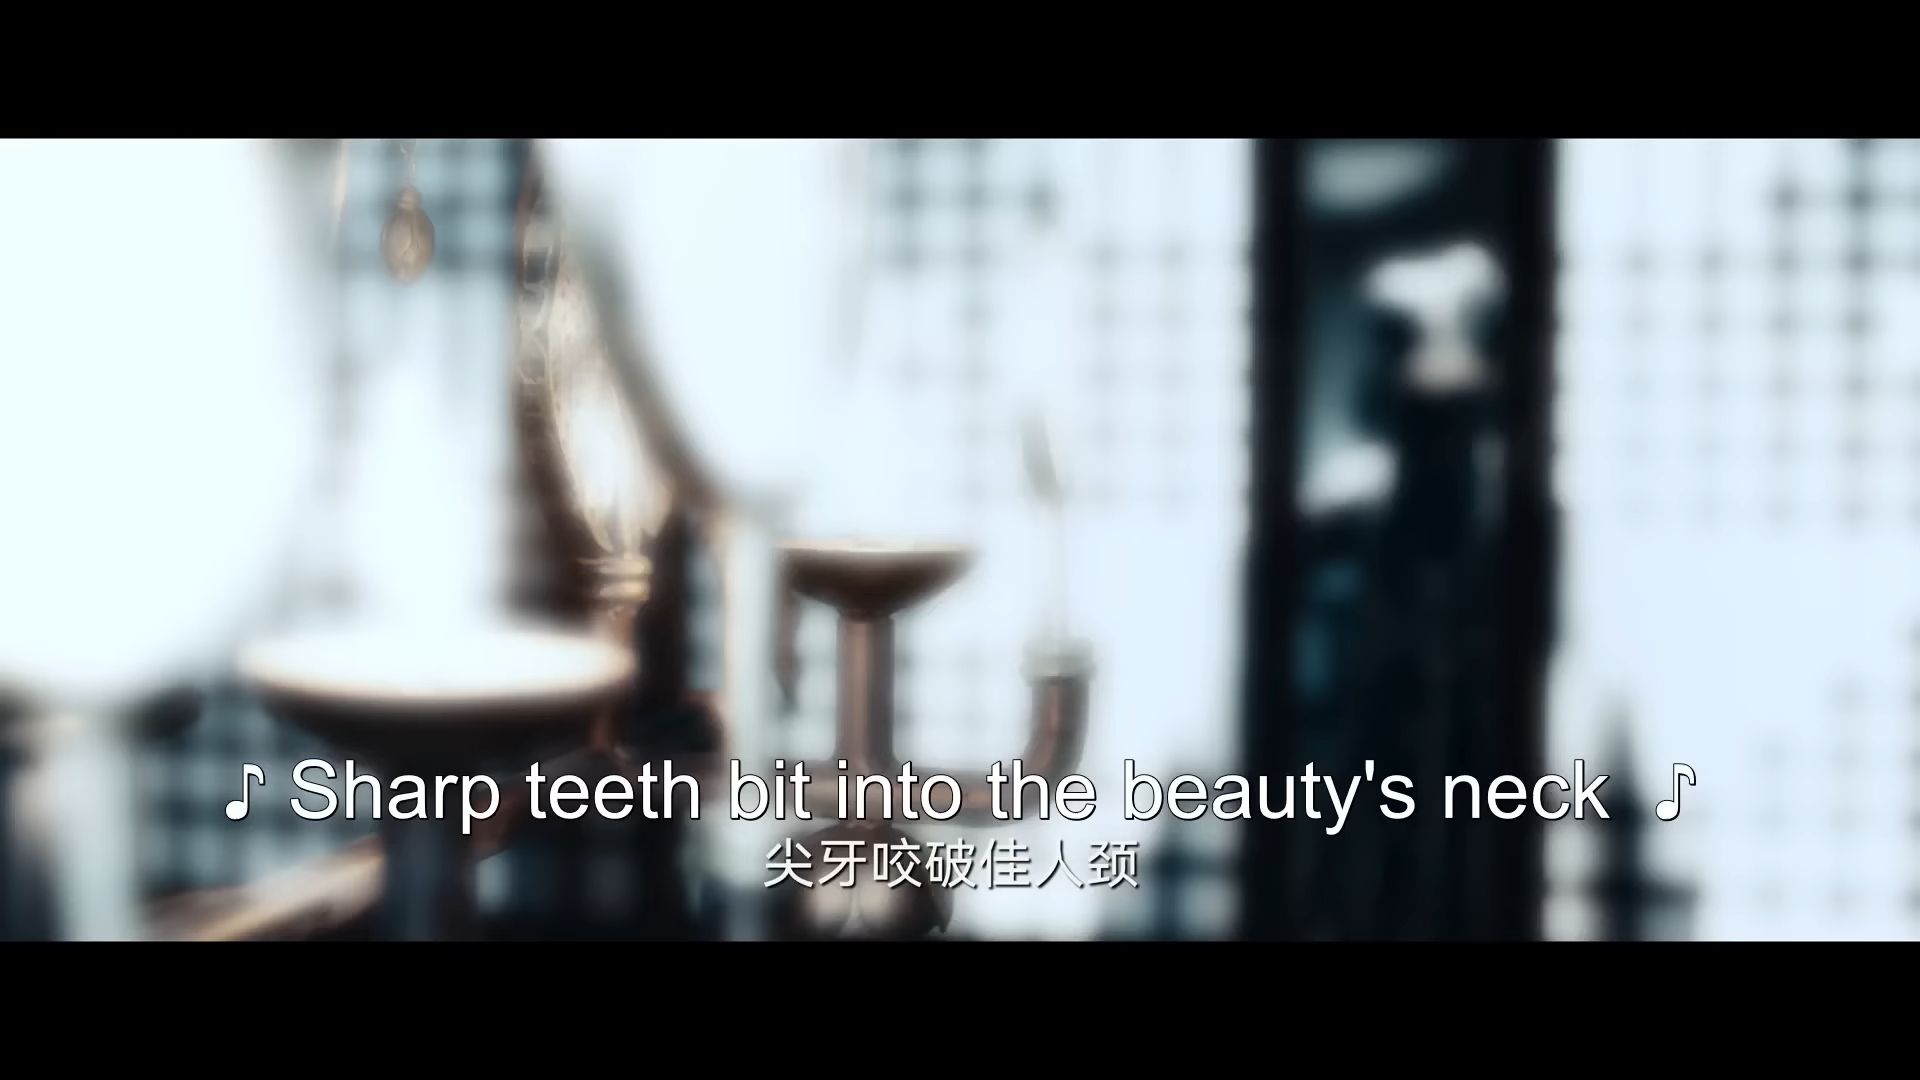 ♪ Sharp teeth bit into the beauty's neck ♪
尖牙咬破佳人颈